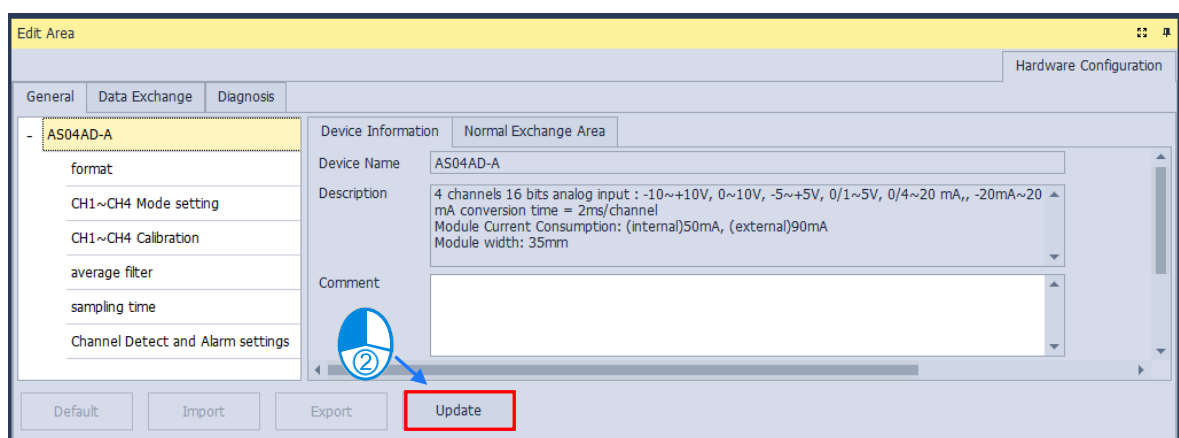 Edit Area
Hardware Configuration
General Data Exchange Diagnosis
- AS04AD-A
format
CH1~CH4 Mode setting
CH1~CH4 Calibration
average filter
sampling time
Channel Detect and Alarm settings
Device Information Normal Exchange Area
Device Name AS04AD-A
Description 4 channels 16 bits analog input : -10~+10V, 0~10V, -5~+5V, 0/1~5V, 0/4~20 mA,, -20mA~20
mA conversion time = 2ms/channel
Module Current Consumption: (internal)50mA, (external)90mA
Module width: 35mm
Comment
②
Default Import Export Update